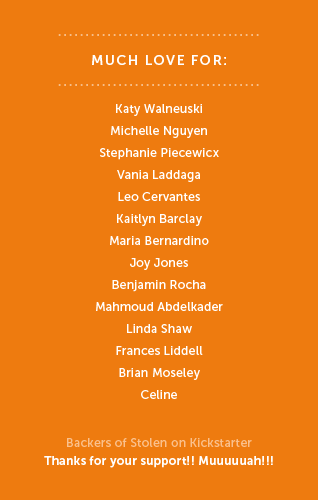 MUCH LOVE FOR:
Katy Walneuski
Michelle Nguyen
Stephanie Piecewicx
Vania Laddaga
Leo Cervantes
Kaitlyn Barclay
Maria Bernardino
Joy Jones
Benjamin Rocha
Mahmoud Abdelkader
Linda Shaw
Frances Liddell
Brian Moseley
Celine
Backers of Stolen on Kickstarter
Thanks for your support!! Muuuuuah!!!